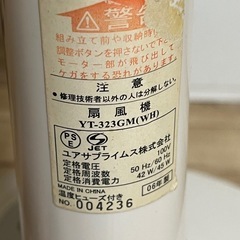 警告
組み立て前や収納時に
調整ボタンを押さないで下
モーター部が飛び出して
ケガをする恐れがあります
注意
●修理技術者以外の人は分解しない。
扇風機
YT-323GM(WH)
PSE
JET
ユアサプライムス株式会社
定格電圧 100V
定格周波数 50Hz/60Hz
定格消費電力 42W/45W
MADE IN CHINA
06年製
温度ヒューズ付き
NO. 004236